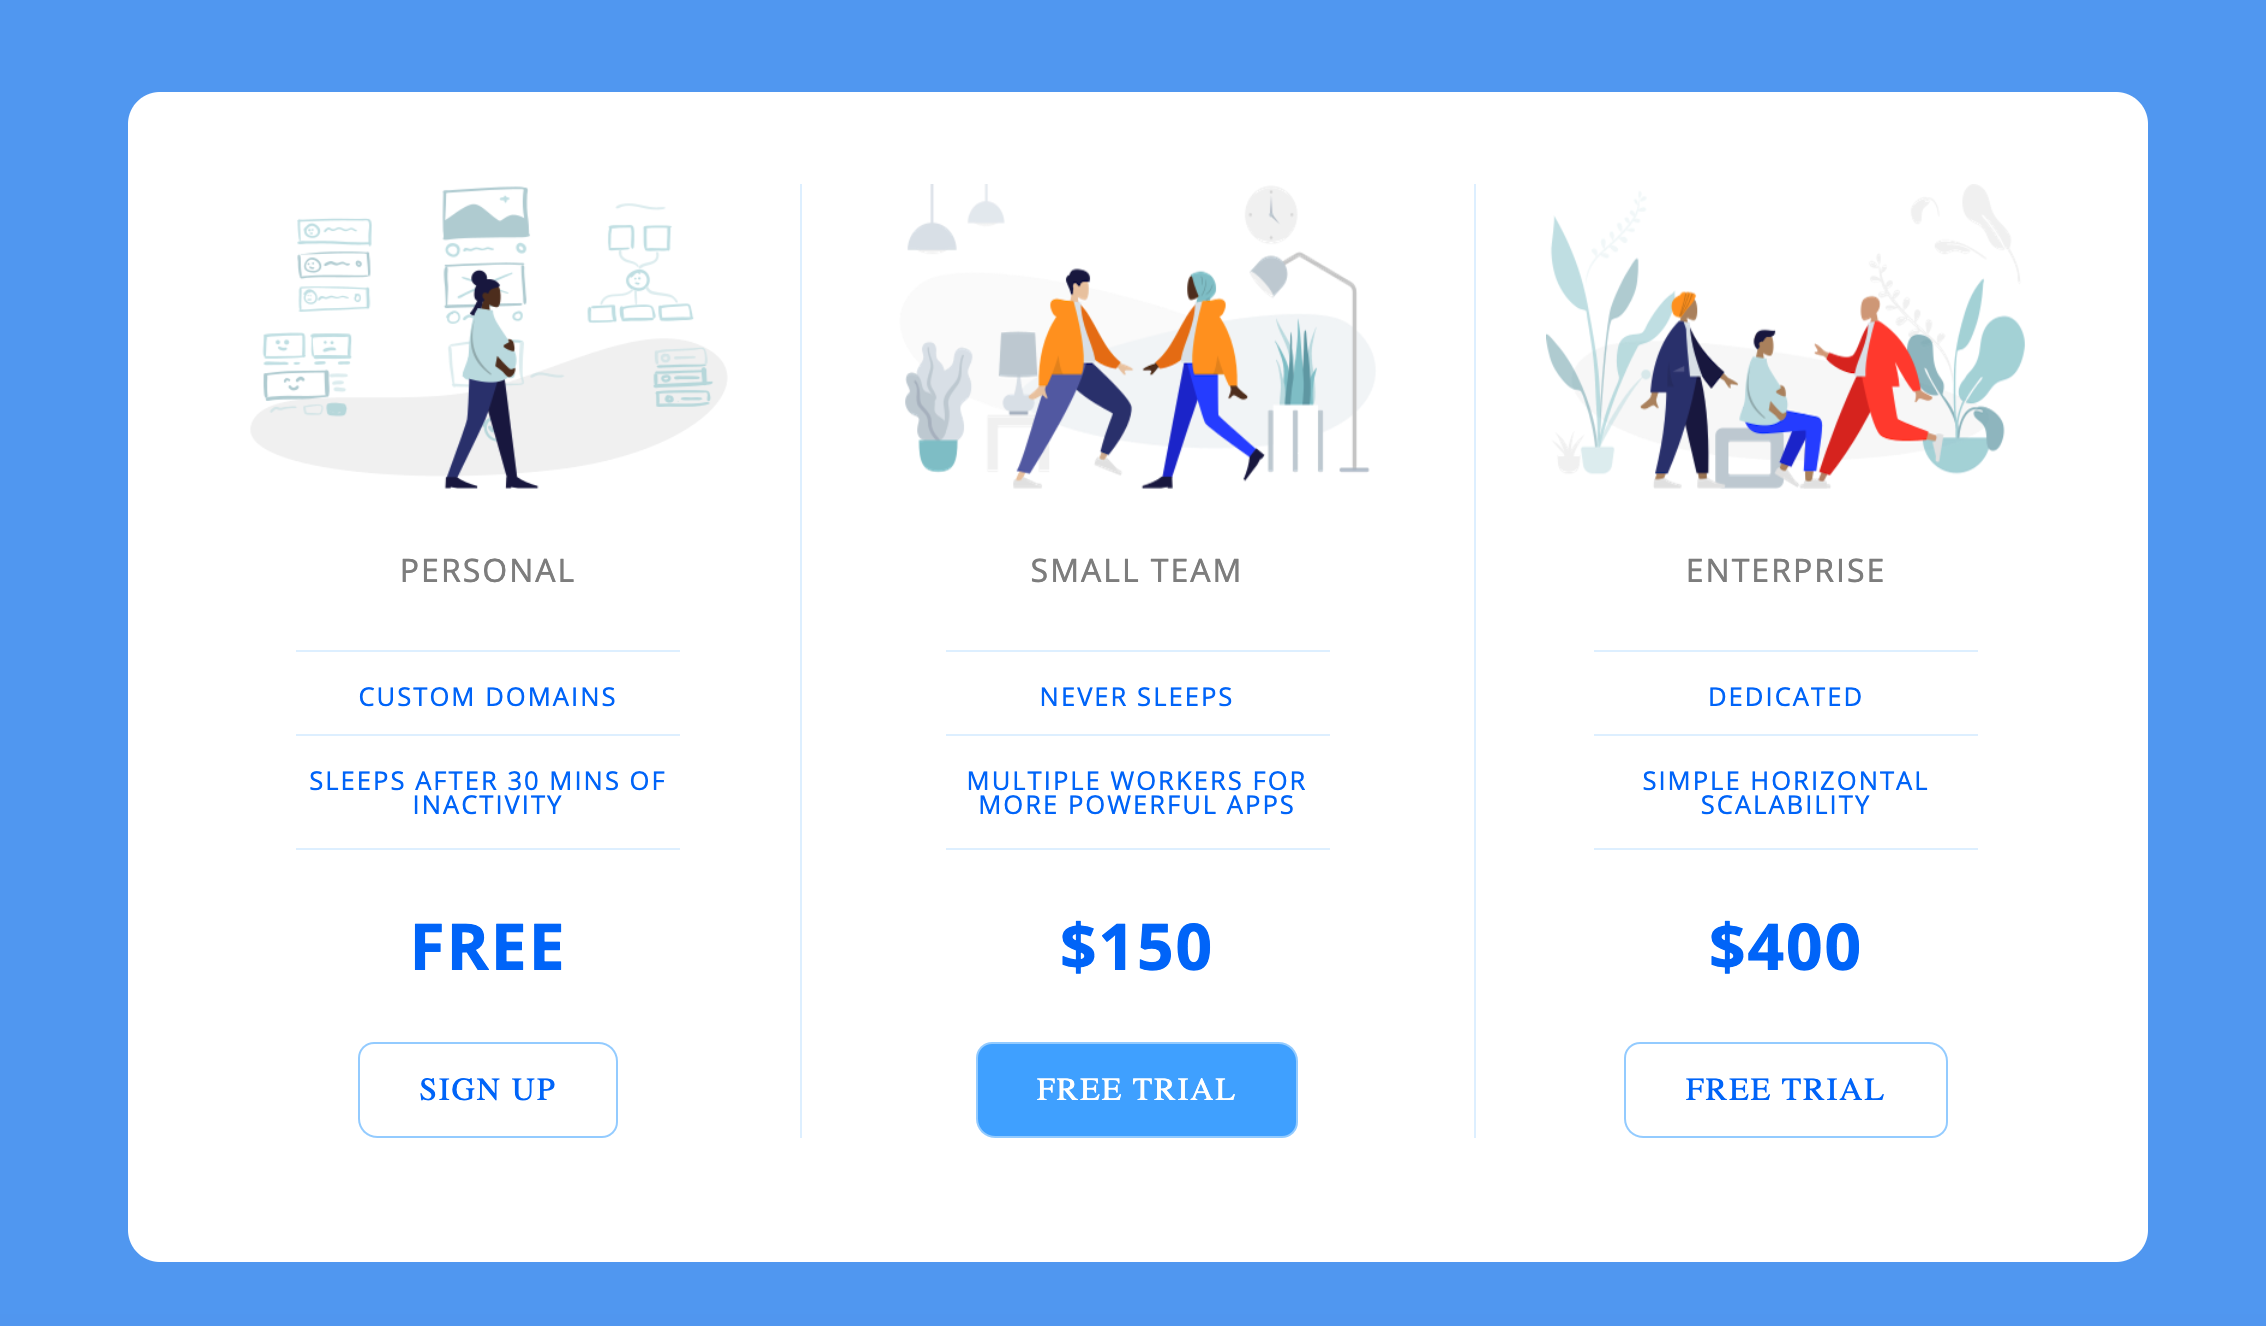 PERSONAL
CUSTOM DOMAINS
SLEEPS AFTER 30 MINS OF
INACTIVITY
FREE
SIGN UP
SMALL TEAM
NEVER SLEEPS
MULTIPLE WORKERS FOR
MORE POWERFUL APPS
$150
FREE TRIAL
ENTERPRISE
DEDICATED
SIMPLE HORIZONTAL
SCALABILITY
$400
FREE TRIAL